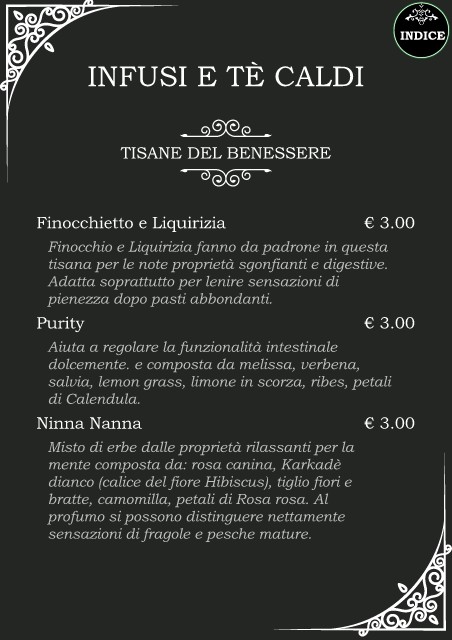 INDICE
INFUSI E TÈ CALDI
TISANE DEL BENESSERE
Finocchietto e Liquirizia € 3.00
Finocchio e Liquirizia fanno da padrone in questa
tisana per le note proprietà sgonfianti e digestive.
Adatta soprattutto per lenire sensazioni di
pienezza dopo pasti abbondanti.
Purity € 3.00
Aiuta a regolare la funzionalità intestinale
dolcemente. e composta da melissa, verbena,
salvia, lemon grass, limone in scorza, ribes, petali
di Calendula.
Ninna Nanna € 3.00
Misto di erbe dalle proprietà rilassanti per la
mente composta da: rosa canina, Karkadè
dianco (calice del fiore Hibiscus), tiglio fiori e
bratte, camomilla, petali di Rosa rosa. Al
profumo si possono distinguere nettamente
sensazioni di fragole e pesche mature.